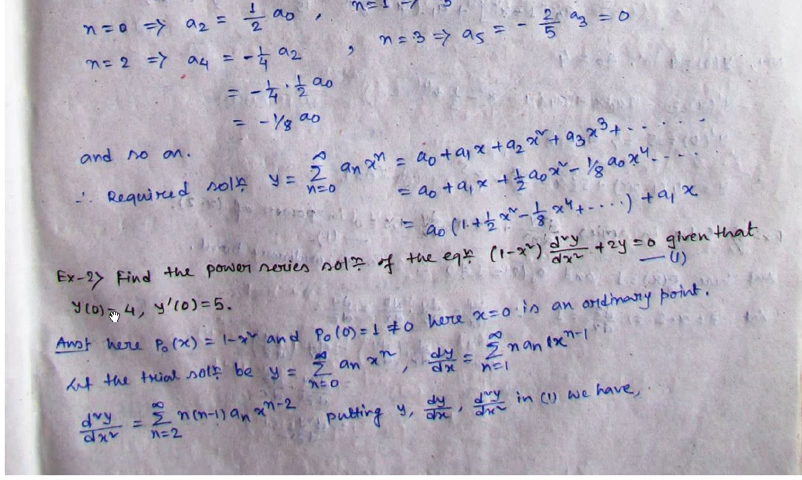 n=0 ⇒ a₂ = 1/2 a₀ , n=1 ⇒
n=2 ⇒ a₄ = -1/4 a₂ , n=3 ⇒ a₅ = -2/5 a₃ = 0
= -1/4 · 1/2 a₀
= -1/8 a₀
and so on.
∴ Required solⁿ y = ∞ Σ n=0 aₙxⁿ = a₀+a₁x+a₂x²+a₃x³+.....
= a₀+a₁x+1/2 a₀x²-1/8 a₀x⁴.....
= a₀(1+1/2 x²-1/8 x⁴+....)+a₁x
Ex-2> Find the power series solⁿ of the eqⁿ (1-x²) d²y/dx² +2y=0 given that
—(1)
y(0)=4, y'(0)=5.
Ans: here P₀(x) = 1-x² and P₀(0)=1≠0 here x=0 is an ordinary point.
Let the trial solⁿ be y = ∞ Σ n=0 aₙxⁿ, dy/dx = ∞ Σ n=1 n aₙ xⁿ⁻¹
d²y/dx² = ∞ Σ n=2 n(n-1)aₙxⁿ⁻² putting y, dy/dx, d²y/dx² in (1) we have,